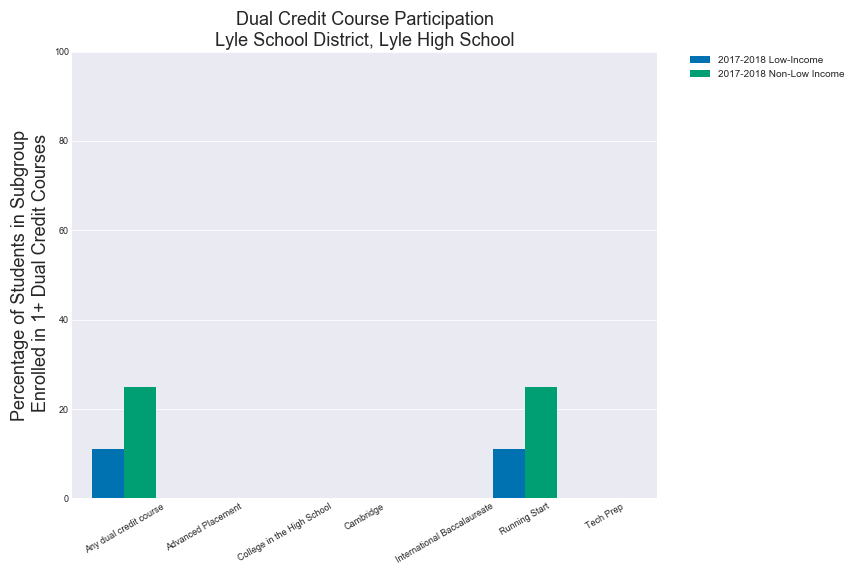 Dual Credit Course Participation
Lyle School District, Lyle High School
2017-2018 Low-Income
2017-2018 Non-Low Income
Percentage of Students in Subgroup
Enrolled in 1+ Dual Credit Courses
100
80
60
40
20
0
Any dual credit course
Advanced Placement
College in the High School
Cambridge
International Baccalaureate
Running Start
Tech Prep